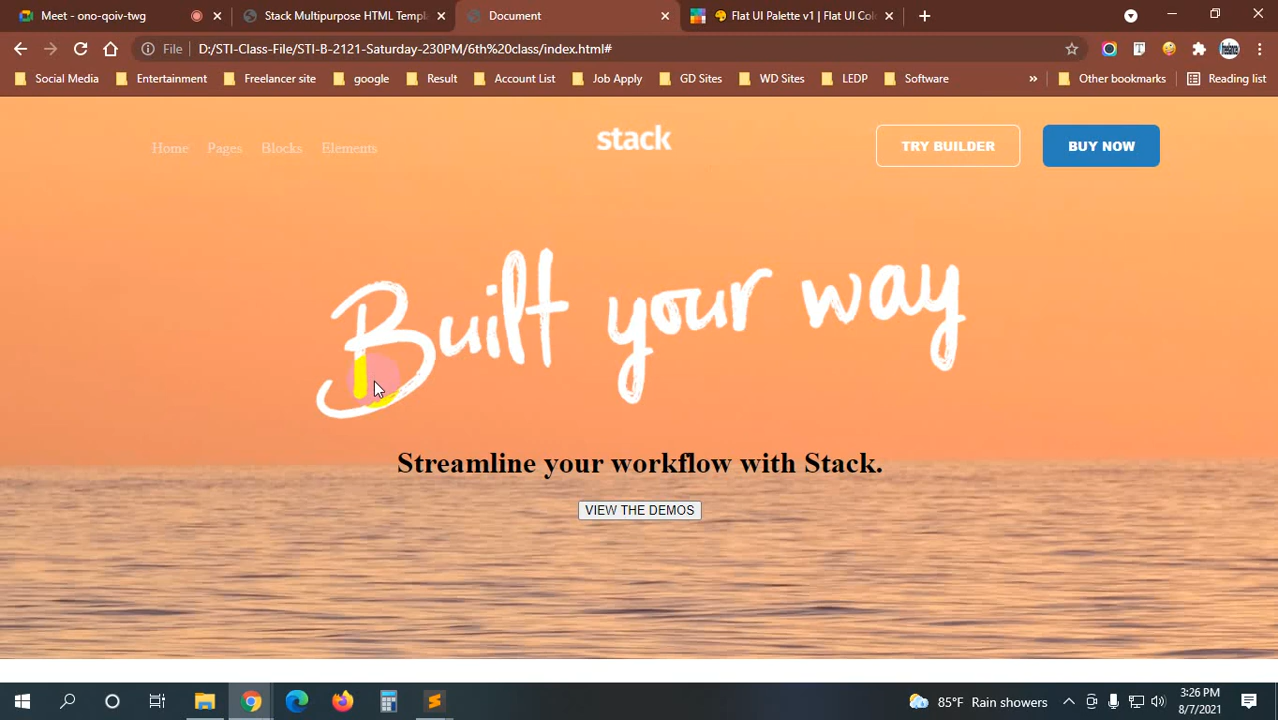 Meet - ono-qoiv-twg
Stack Multipurpose HTML Templ
Document
Flat UI Palette v1 | Flat UI Col
File
D:/STI-Class-File/STI-B-2121-Saturday-230PM/6th%20class/index.html#
Social Media
Entertainment
Freelancer site
google
Result
Account List
Job Apply
GD Sites
WD Sites
LEDP
Software
»
Other bookmarks
Reading list
Home
Pages
Blocks
Elements
stack
TRY BUILDER
BUY NOW
Built your way
Streamline your workflow with Stack.
VIEW THE DEMOS
85°F Rain showers
3:26 PM
8/7/2021